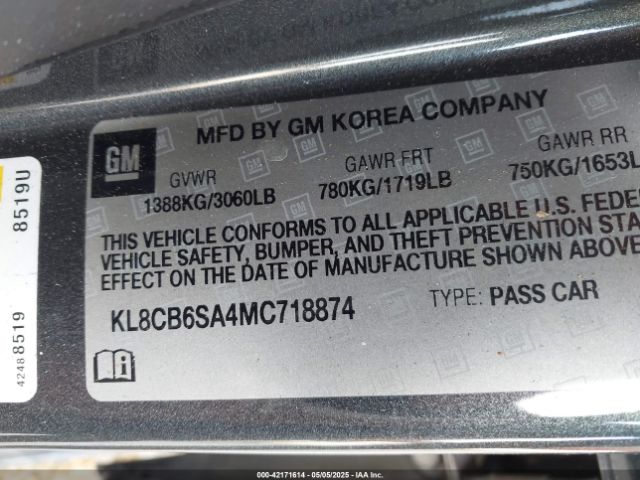 GM
MFD BY GM KOREA COMPANY
GVWR
1388KG/3060LB
GAWR FRT
780KG/1719LB
GAWR RR
750KG/1653L
THIS VEHICLE CONFORMS TO ALL APPLICABLE U.S. FEDE
VEHICLE SAFETY, BUMPER, AND THEFT PREVENTION STA
EFFECT ON THE DATE OF MANUFACTURE SHOWN ABOVE
KL8CB6SA4MC718874
TYPE: PASS CAR
8519U
42488519
000-42171614 - 05/05/2025 - IAAI, Inc.